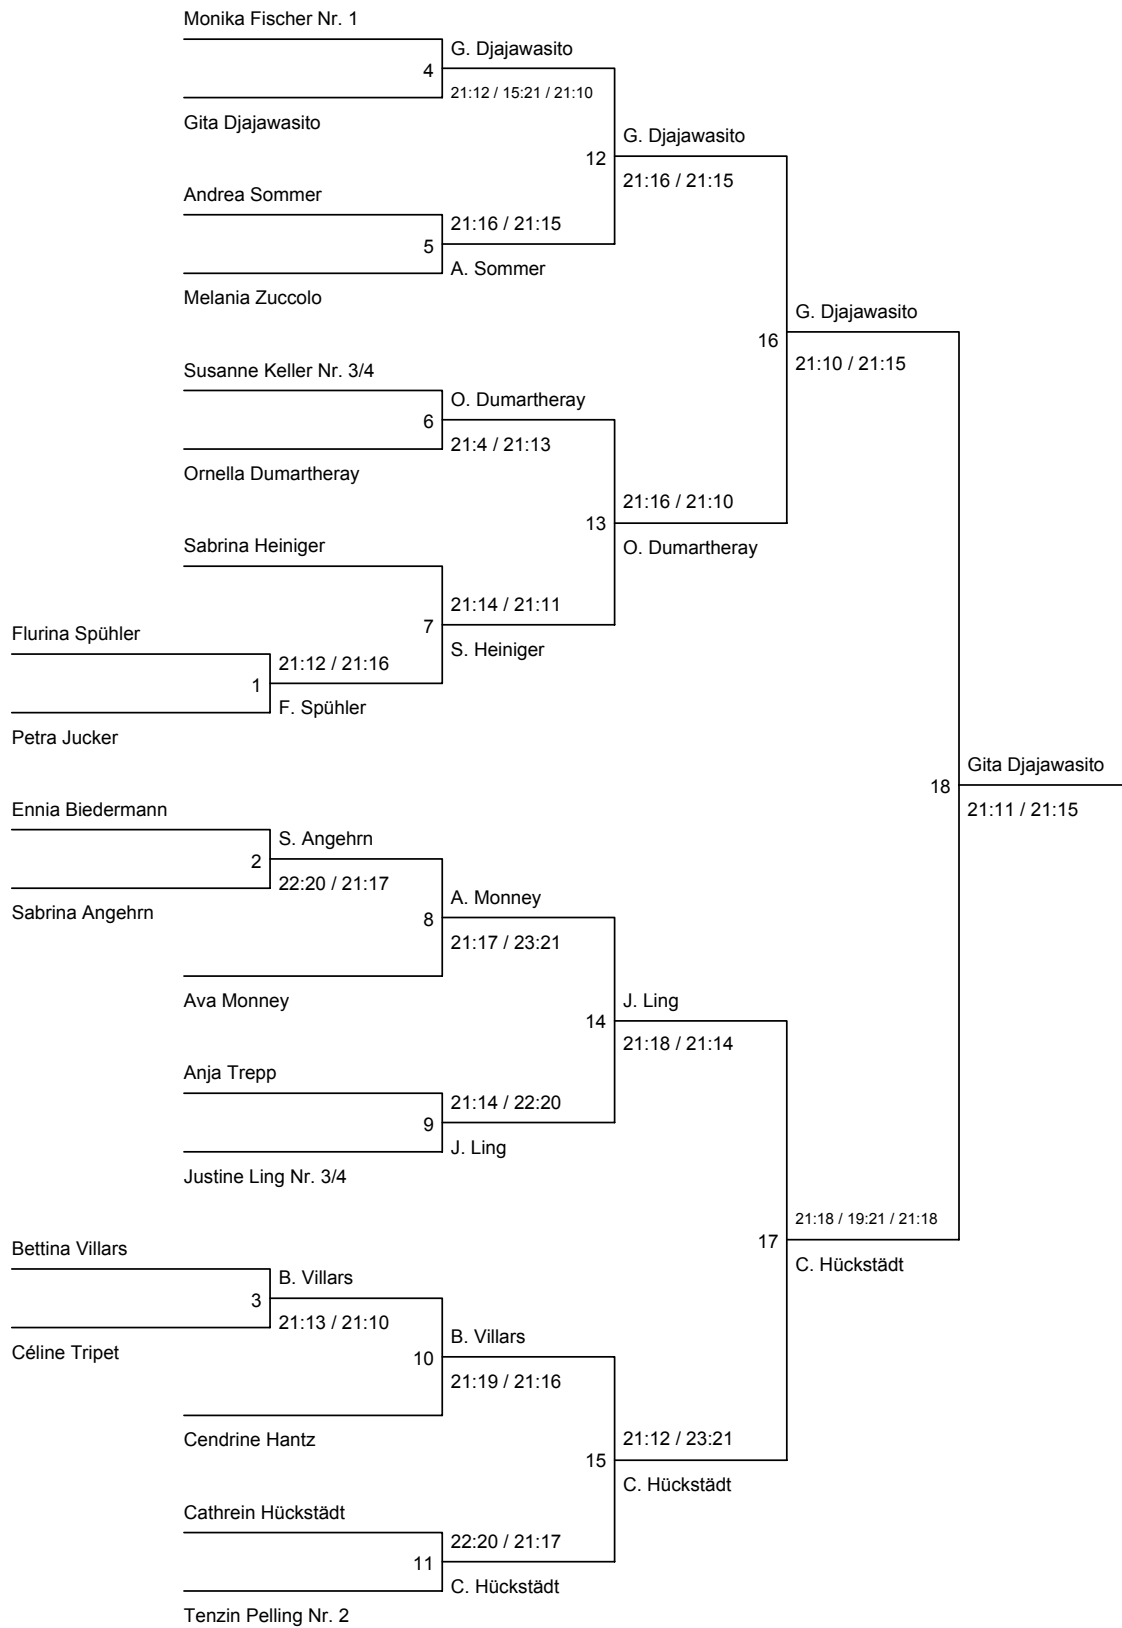 Monika Fischer Nr. 1
G. Djajawasito
4
21:12 / 15:21 / 21:10
Gita Djajawasito
G. Djajawasito
12
21:16 / 21:15
Andrea Sommer
21:16 / 21:15
5
A. Sommer
Melania Zuccolo
G. Djajawasito
16
21:10 / 21:15
Susanne Keller Nr. 3/4
O. Dumartheray
6
21:4 / 21:13
Ornella Dumartheray
21:16 / 21:10
13
O. Dumartheray
Sabrina Heiniger
21:14 / 21:11
7
S. Heiniger
Flurina Spühler
21:12 / 21:16
1
F. Spühler
Petra Jucker
Gita Djajawasito
18
21:11 / 21:15
Ennia Biedermann
S. Angehrn
2
22:20 / 21:17
Sabrina Angehrn
A. Monney
8
21:17 / 23:21
Ava Monney
J. Ling
14
21:18 / 21:14
Anja Trepp
21:14 / 22:20
9
J. Ling
Justine Ling Nr. 3/4
21:18 / 19:21 / 21:18
17
C. Hückstädt
Bettina Villars
B. Villars
3
21:13 / 21:10
Céline Tripet
B. Villars
10
21:19 / 21:16
Cendrine Hantz
21:12 / 23:21
15
C. Hückstädt
Cathrein Hückstädt
22:20 / 21:17
11
C. Hückstädt
Tenzin Pelling Nr. 2